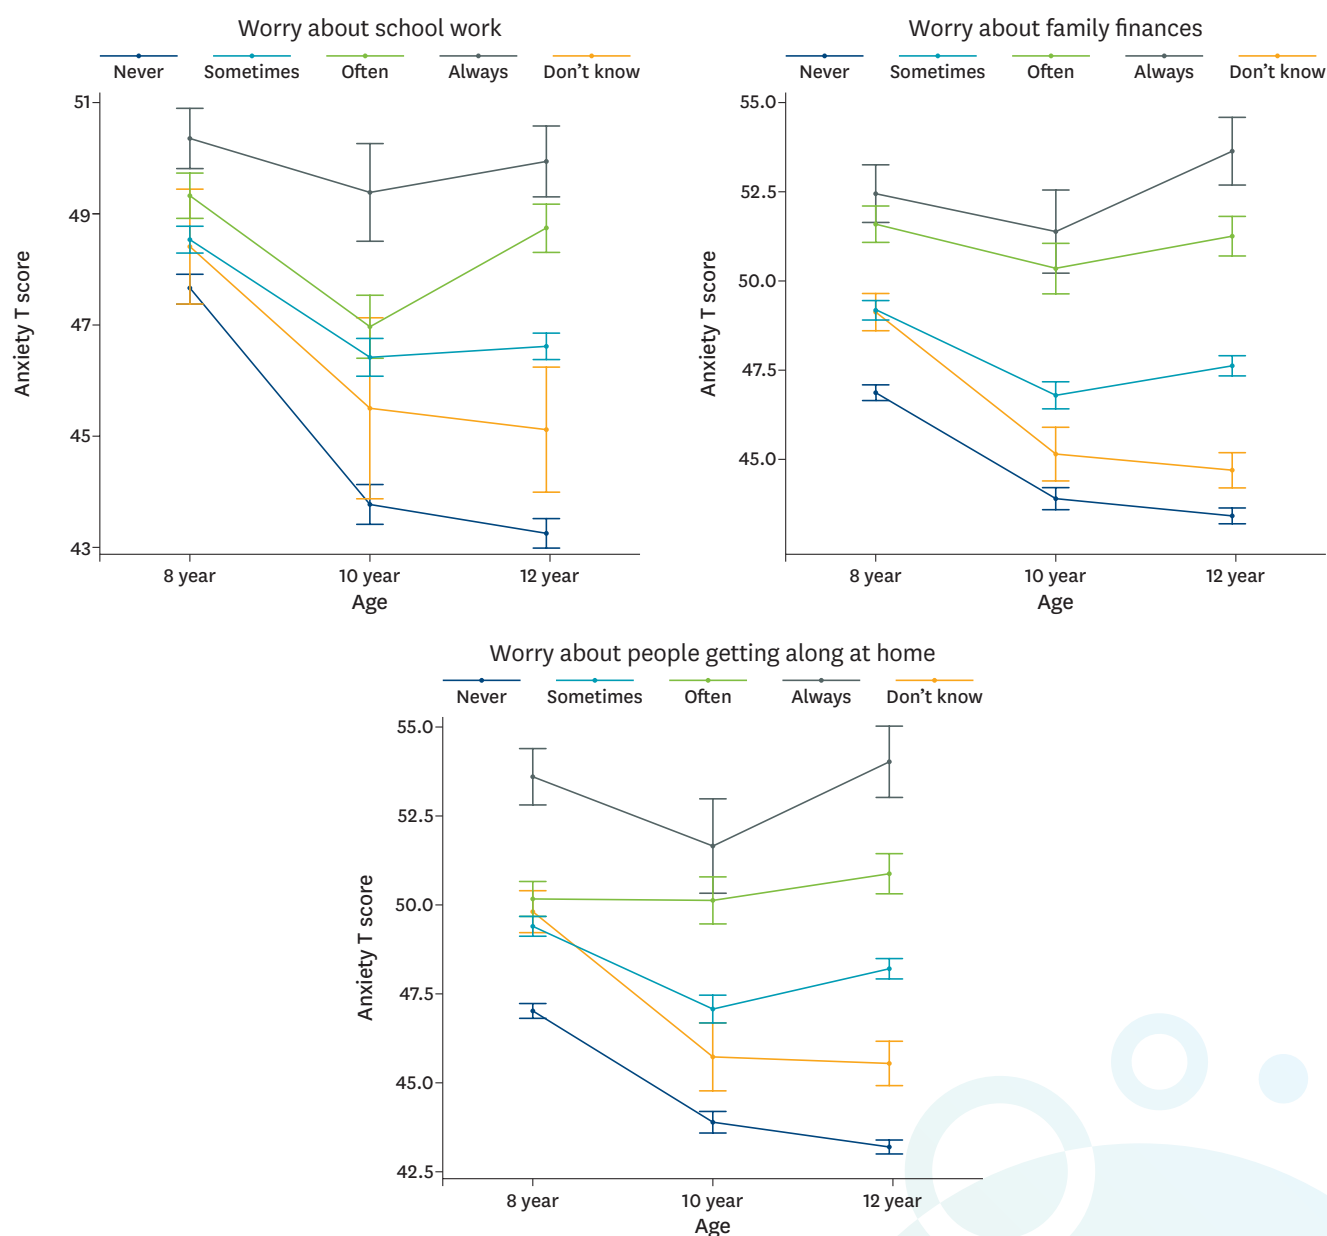 Worry about school work
Never Sometimes Often Always Don’t know
51
49
47
45
43
Anxiety T score
8 year 10 year 12 year
Age
Worry about family finances
Never Sometimes Often Always Don’t know
55.0
52.5
50.0
47.5
45.0
Anxiety T score
8 year 10 year 12 year
Age
Worry about people getting along at home
Never Sometimes Often Always Don’t know
55.0
52.5
50.0
47.5
45.0
42.5
Anxiety T score
8 year 10 year 12 year
Age